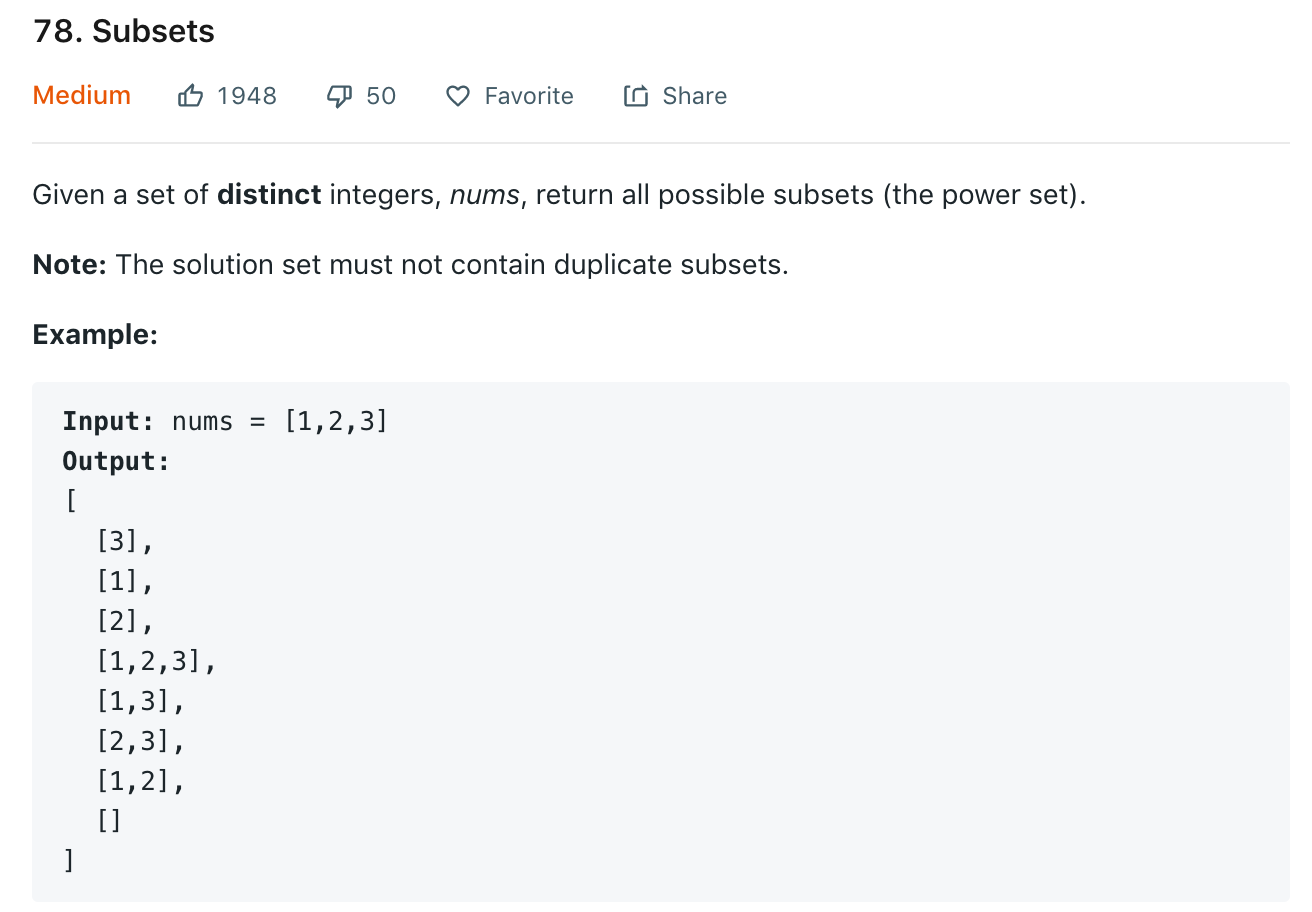 78. Subsets
Medium 1948 50 Favorite Share
Given a set of distinct integers, nums, return all possible subsets (the power set).
Note: The solution set must not contain duplicate subsets.
Example:
Input: nums = [1,2,3]
Output:
[
  [3],
  [1],
  [2],
  [1,2,3],
  [1,3],
  [2,3],
  [1,2],
  []
]